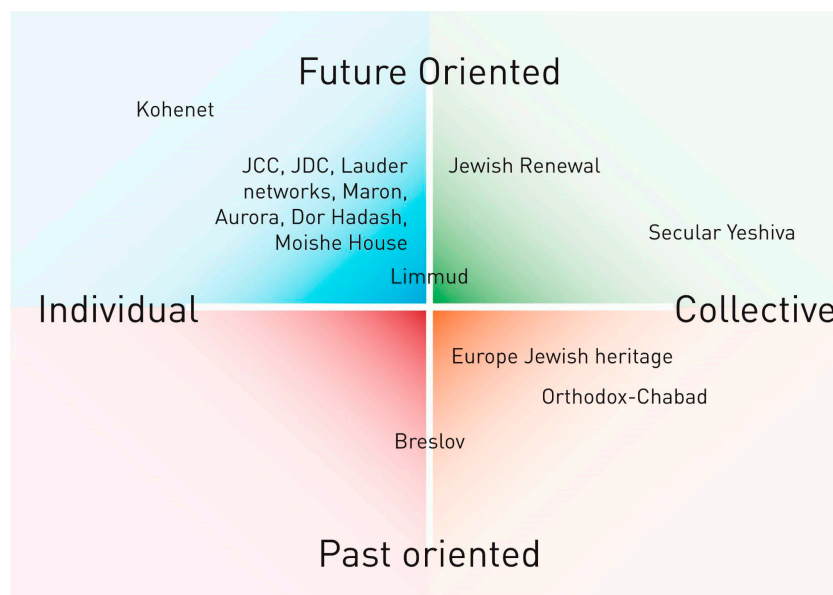 Future Oriented
Kohenet
JCC, JDC, Lauder
networks, Maron,
Aurora, Dor Hadash,
Moishe House
Jewish Renewal
Secular Yeshiva
Limmud
Individual
Collective
Europe Jewish heritage
Orthodox-Chabad
Breslov
Past oriented